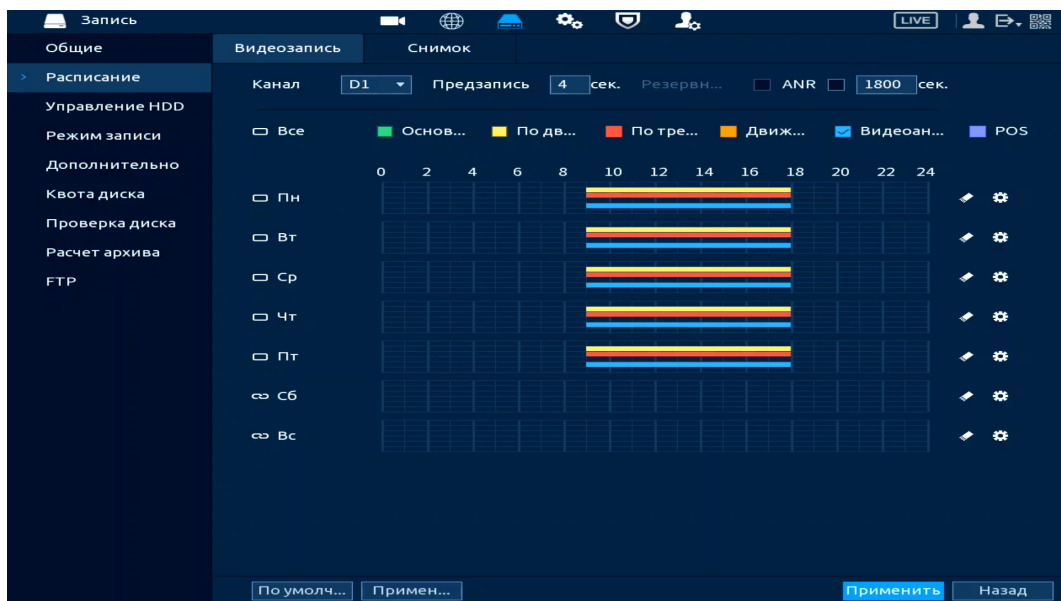 Запись LIVE
Общие
Расписание
Управление HDD
Режим записи
Дополнительно
Квота диска
Проверка диска
Расчет архива
FTP
Видеозапись Снимок
Канал D1 Предзапись 4 сек. Резервн... ANR 1800 сек.
Все Основ... По дв... По тре... Движ... Видеоан... POS
0 2 4 6 8 10 12 14 16 18 20 22 24
Пн
Вт
Ср
Чт
Пт
Сб
Вс
По умолч... Примен... Применить Назад